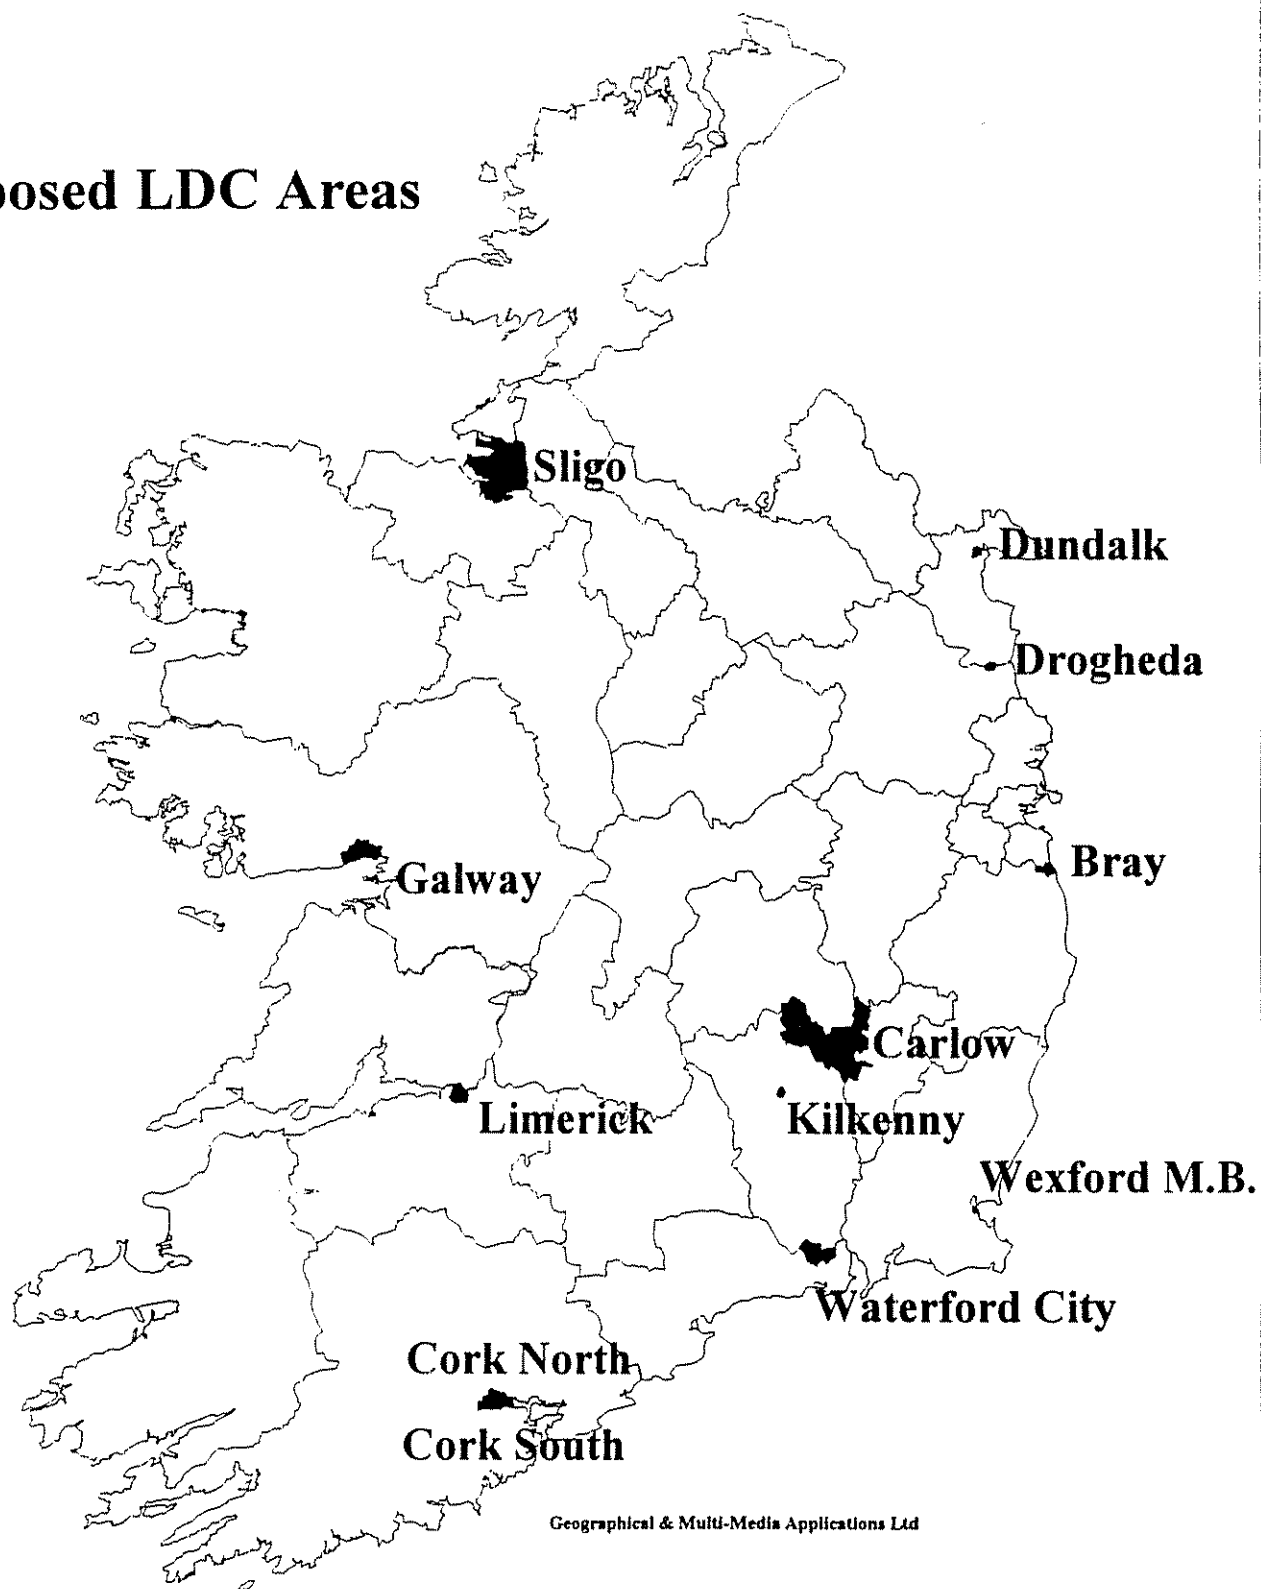 posed LDC Areas
Sligo
Dundalk
Drogheda
Galway
Bray
Carlow
Limerick
Kilkenny
Wexford M.B.
Waterford City
Cork North
Cork South
Geographical & Multi-Media Applications Ltd